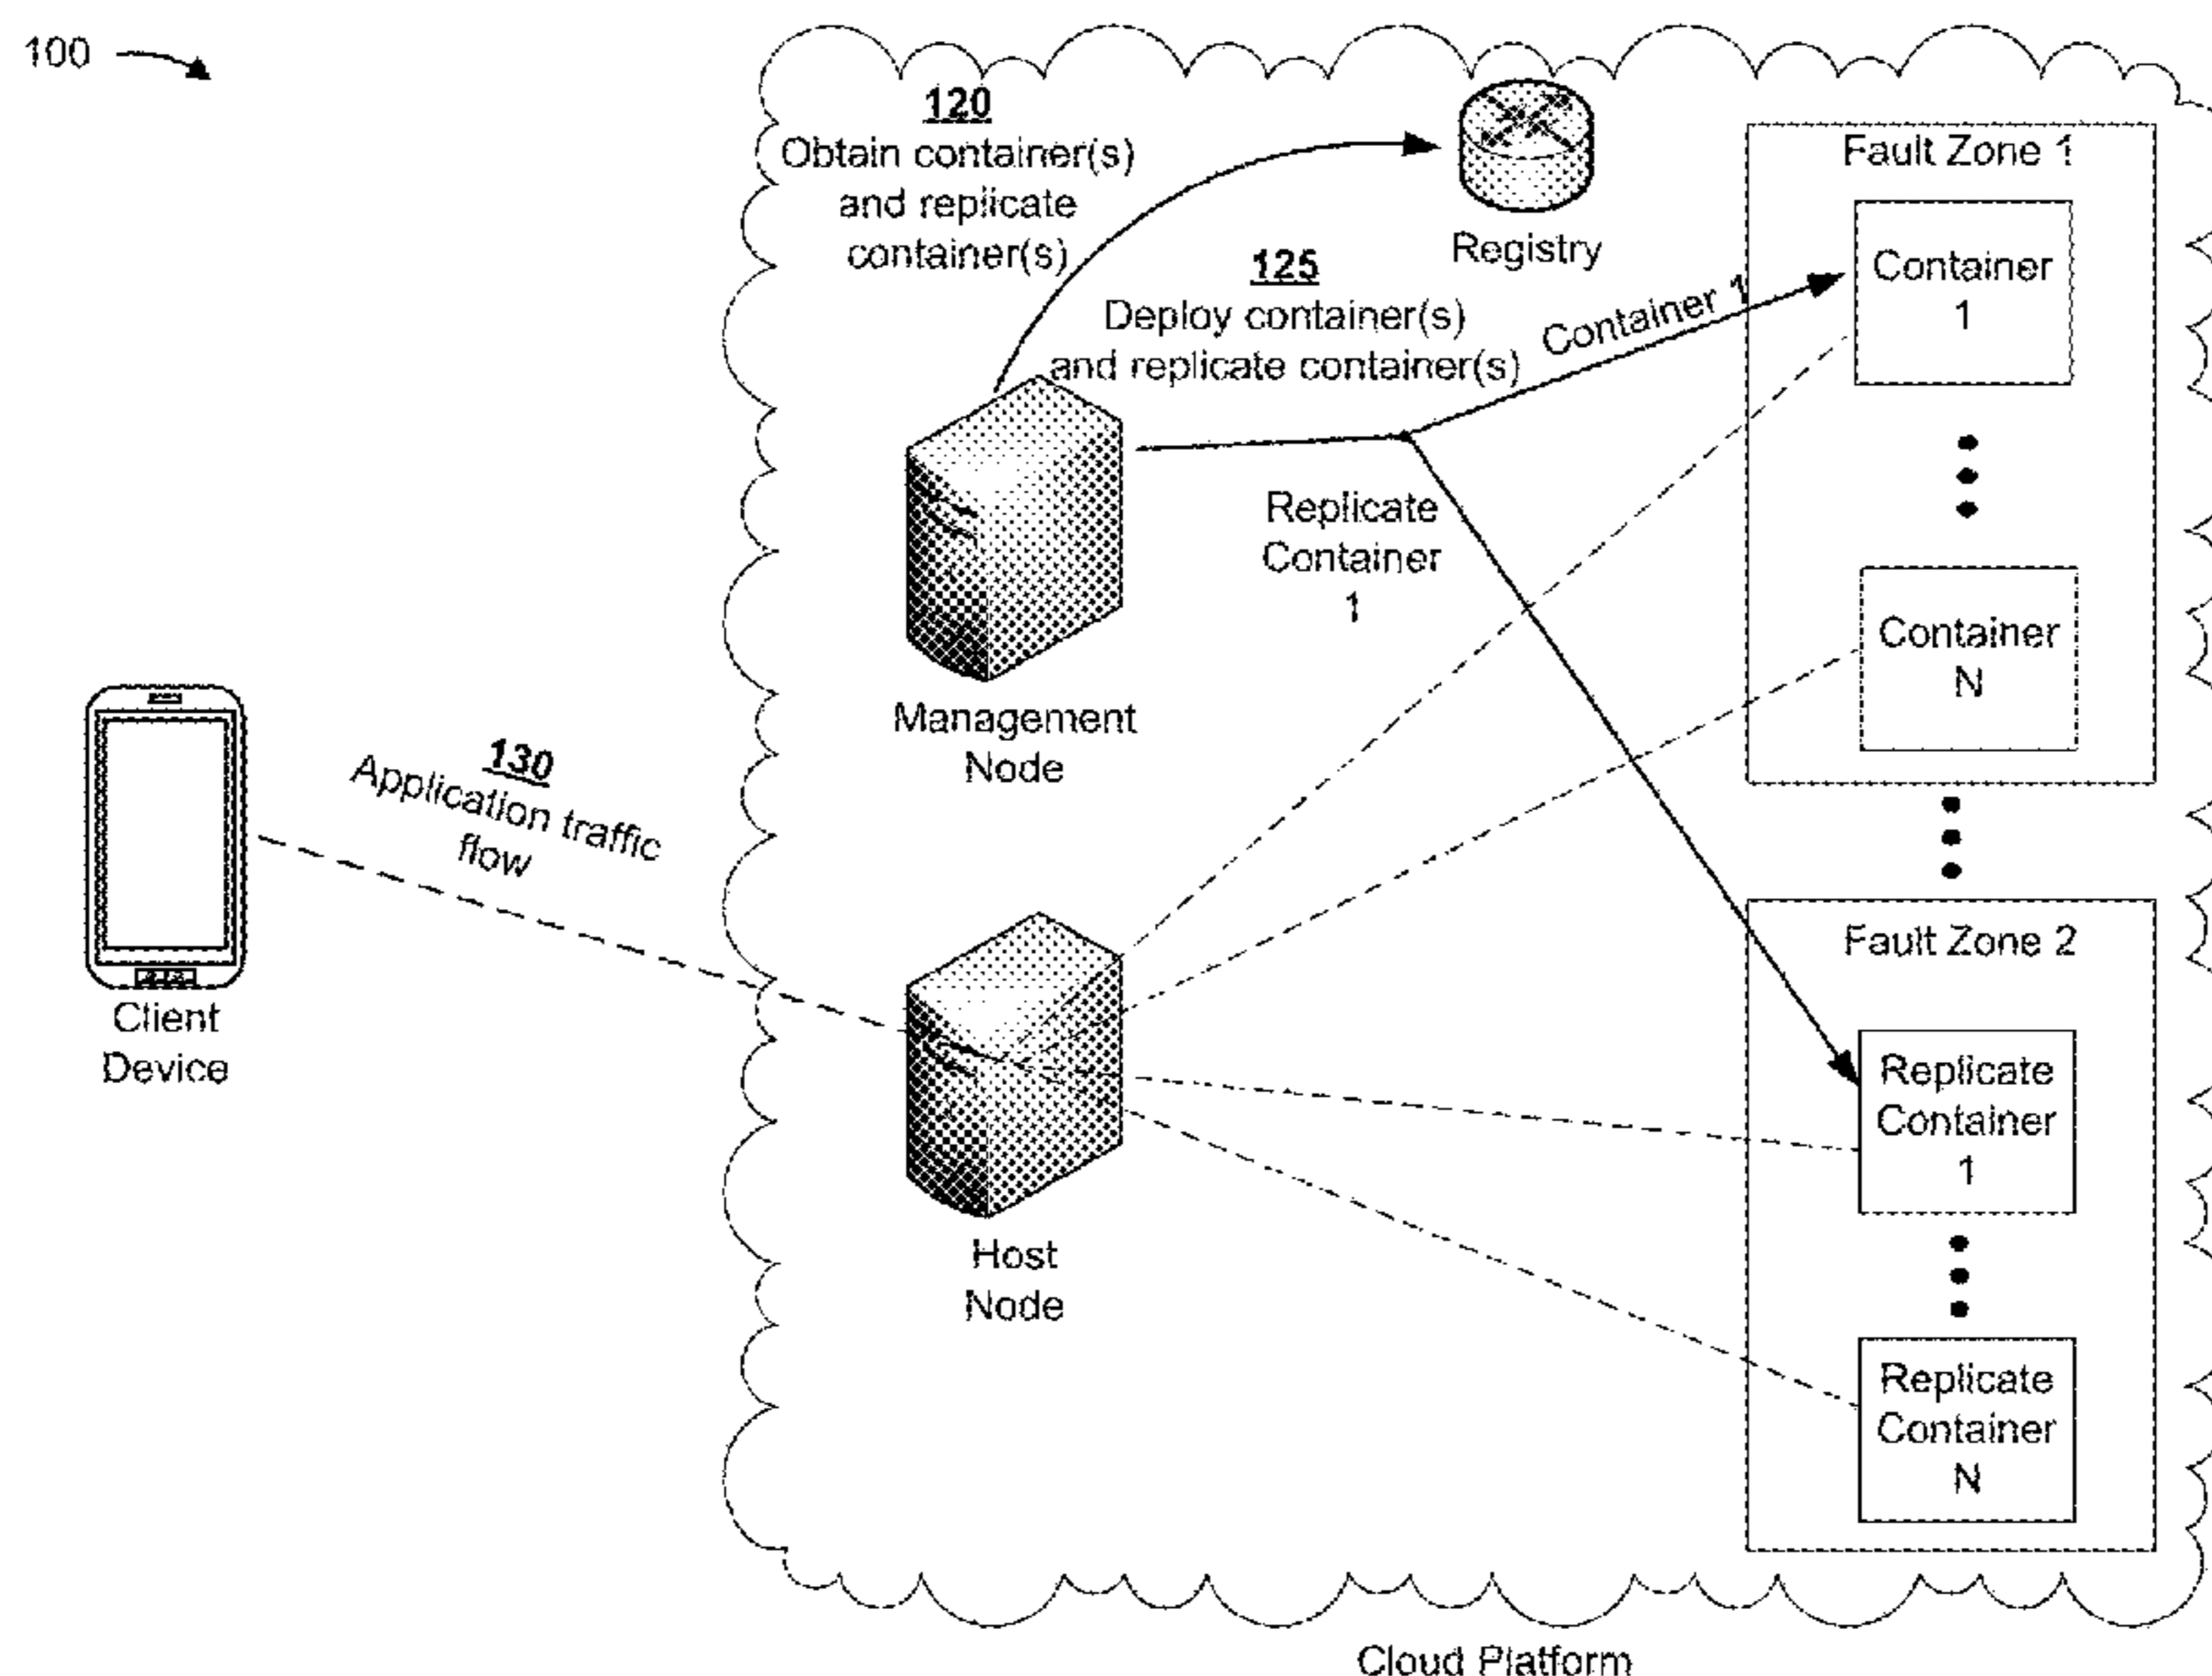 100
120
Obtain container(s)
and replicate
container(s)
Registry
125
Deploy container(s)
and replicate container(s)
Container 1
Replicate
Container
1
Management
Node
Fault Zone 1
Container
1
Container
N
130
Application traffic
flow
Client
Device
Host
Node
Fault Zone 2
Replicate
Container
1
Replicate
Container
N
Cloud Platform